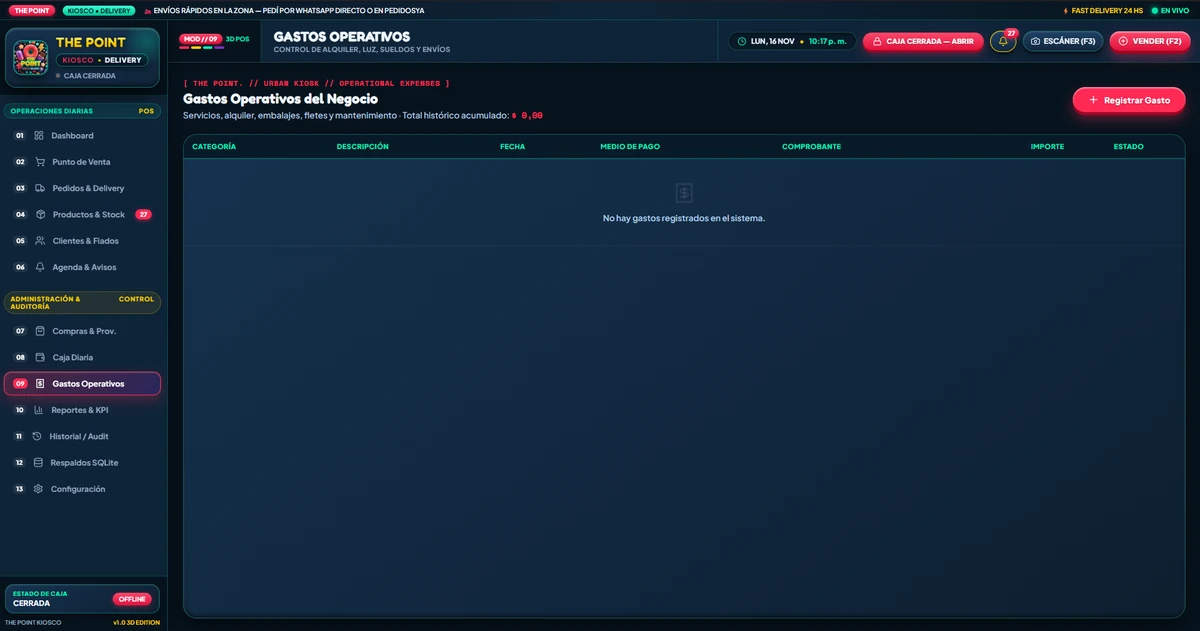 THE POINT KIOSCO • DELIVERY ENVÍOS RÁPIDOS EN LA ZONA — PEDÍ POR WHATSAPP DIRECTO O EN PEDIDOSYA FAST DELIVERY 24 HS EN VIVO
THE POINT
KIOSCO • DELIVERY
CAJA CERRADA
MOD // 09 3D POS
GASTOS OPERATIVOS
CONTROL DE ALQUILER, LUZ, SUELDOS Y ENVÍOS
LUN, 16 NOV • 10:17 p. m.
CAJA CERRADA — ABRIR
27
ESCÁNER (F3)
VENDER (F2)
OPERACIONES DIARIAS POS
01 Dashboard
02 Punto de Venta
03 Pedidos & Delivery
04 Productos & Stock 27
05 Clientes & Fiados
06 Agenda & Avisos
ADMINISTRACIÓN & AUDITORÍA CONTROL
07 Compras & Prov.
08 Caja Diaria
09 Gastos Operativos
10 Reportes & KPI
11 Historial / Audit
12 Respaldos SQLite
13 Configuración
ESTADO DE CAJA
CERRADA
OFFLINE
THE POINT KIOSCO v1.0 3D EDITION
[ THE POINT. // URBAN KIOSK // OPERATIONAL EXPENSES ]
Gastos Operativos del Negocio
Servicios, alquiler, embalajes, fletes y mantenimiento · Total histórico acumulado: $ 0,00
+ Registrar Gasto
CATEGORÍA DESCRIPCIÓN FECHA MEDIO DE PAGO COMPROBANTE IMPORTE ESTADO
No hay gastos registrados en el sistema.